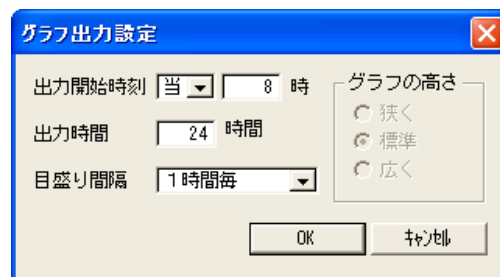 グラフ出力設定
出力開始時刻 当 8 時
出力時間 24 時間
目盛り間隔 1時間毎
グラフの高さ
狭く
標準
広く
OK キャンセル